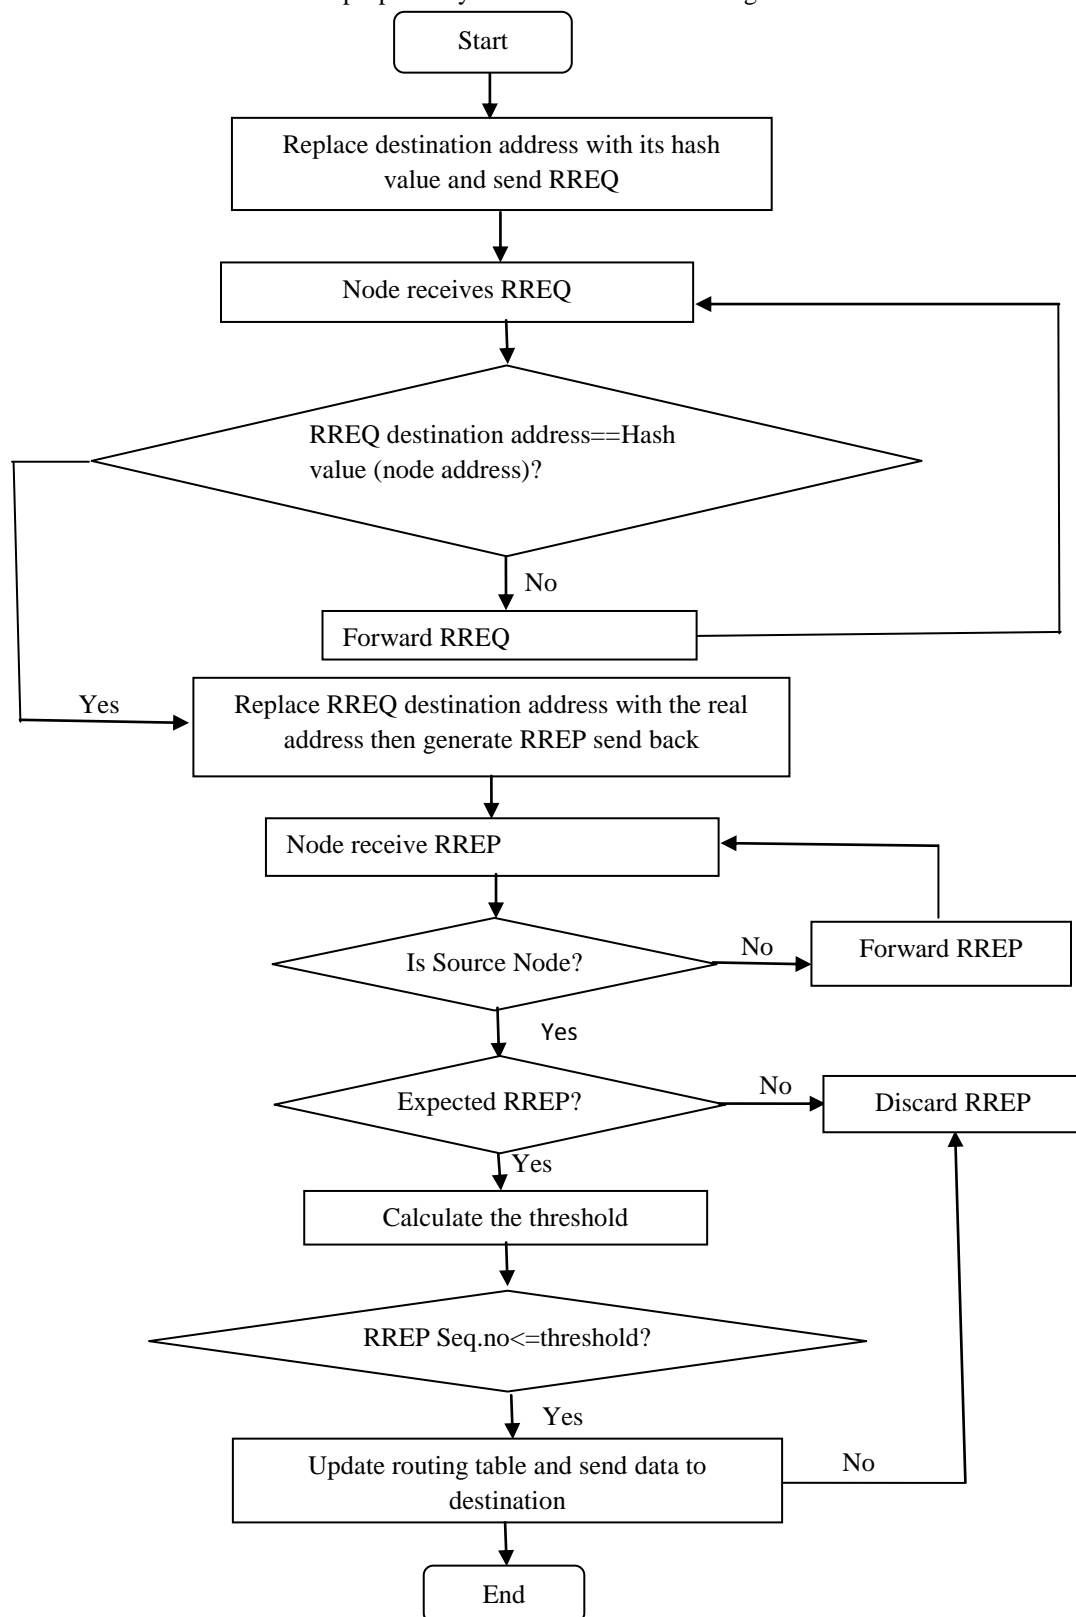 Start
Replace destination address with its hash
value and send RREQ
Node receives RREQ
RREQ destination address==Hash
value (node address)?
No
Forward RREQ
Yes
Replace RREQ destination address with the real
address then generate RREP send back
Node receive RREP
Is Source Node?
No
Forward RREP
Yes
Expected RREP?
No
Discard RREP
Yes
Calculate the threshold
RREP Seq.no<=threshold?
Yes
Update routing table and send data to
destination
No
End